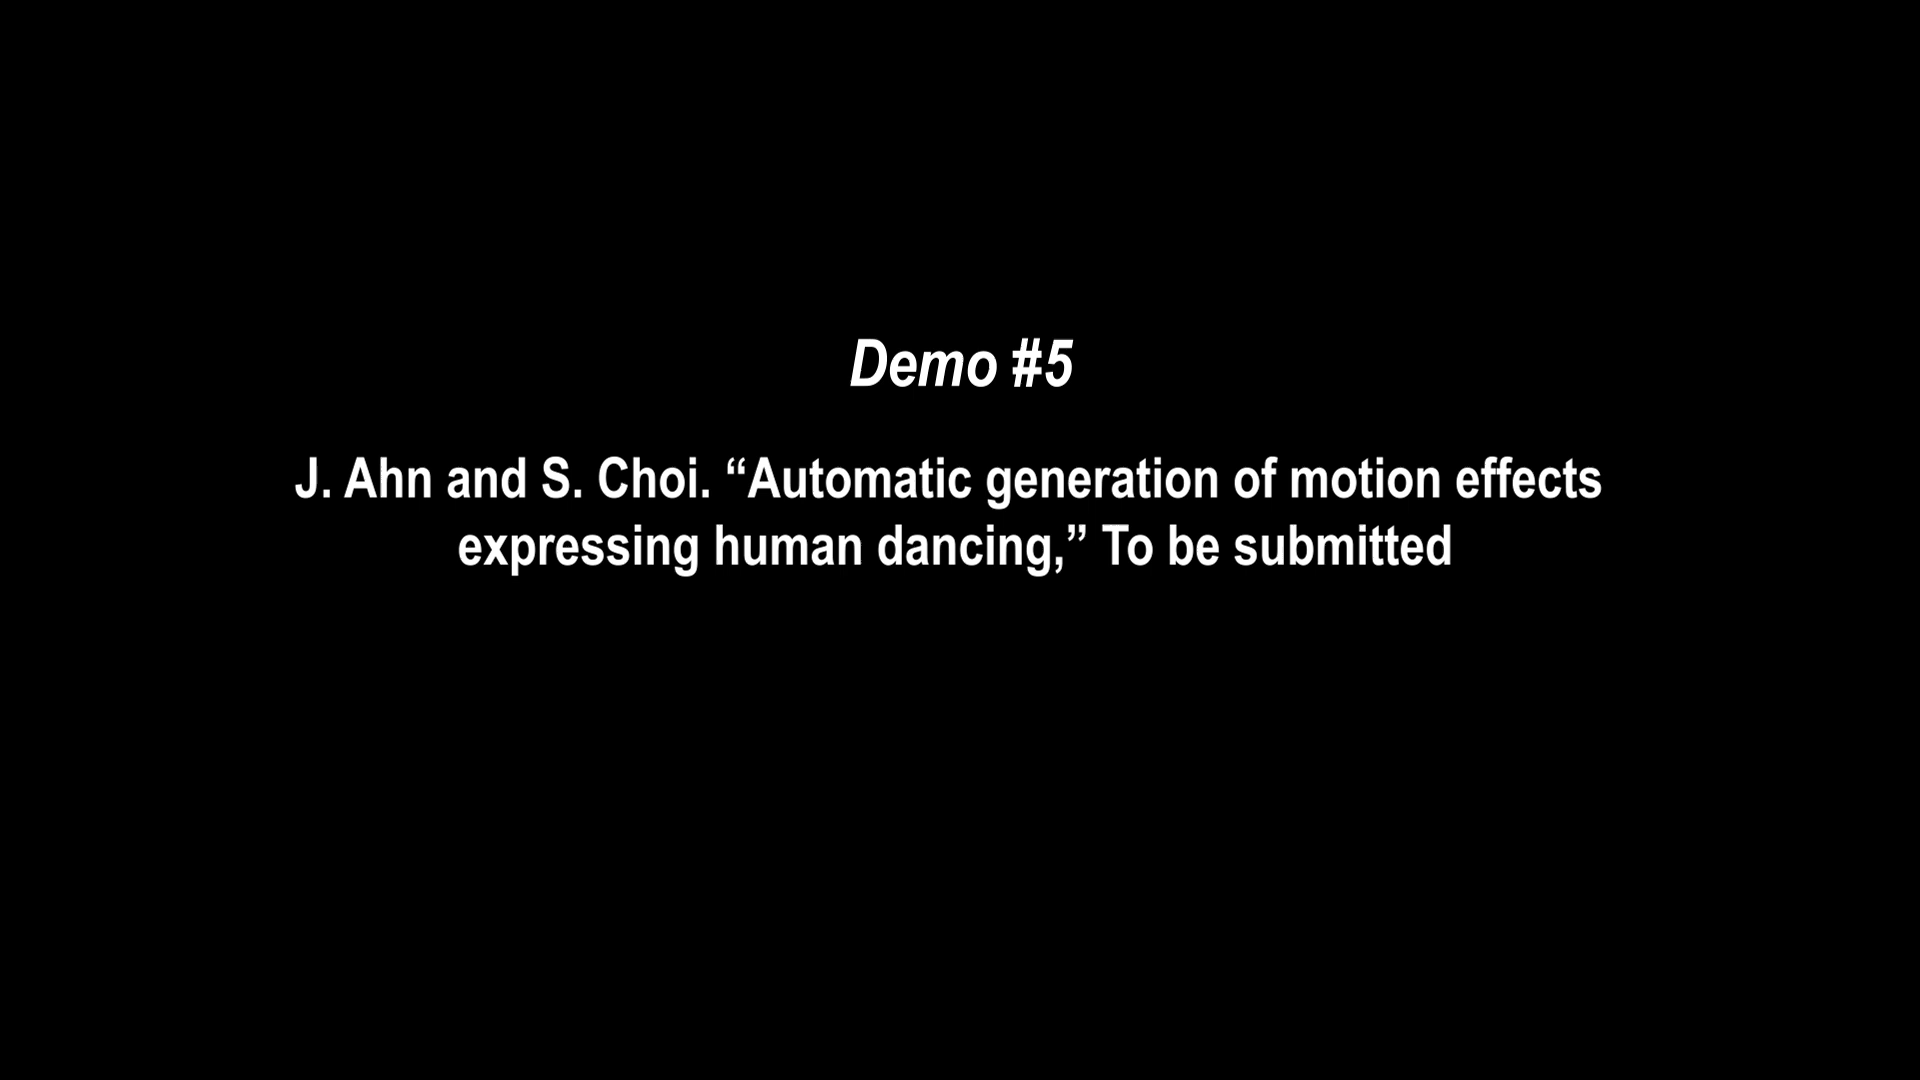 Demo #5
J. Ahn and S. Choi. “Automatic generation of motion effects
expressing human dancing,” To be submitted